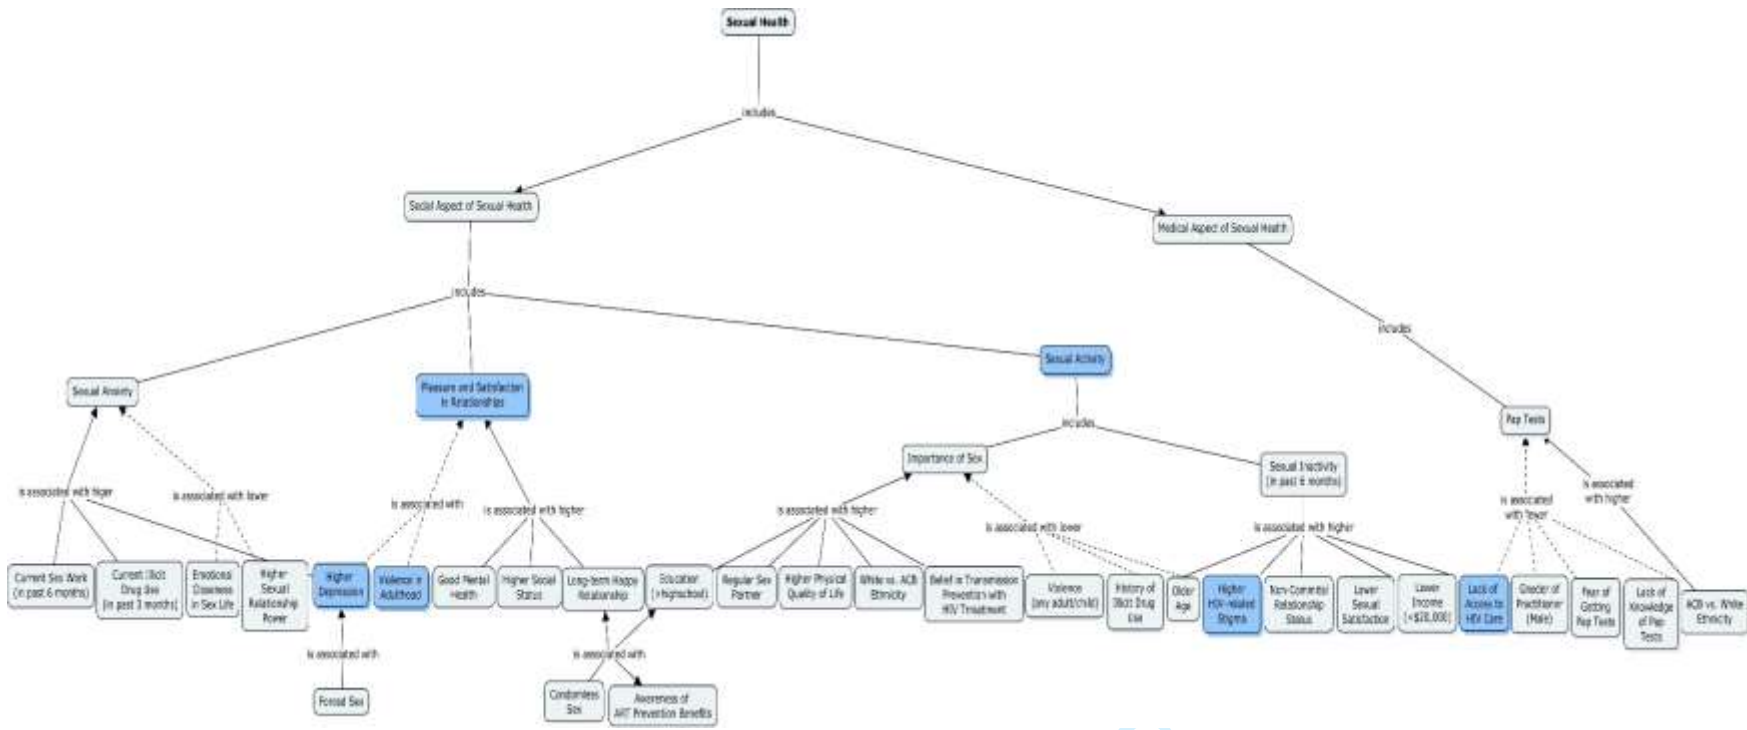 Sexual Health
includes
Social Aspect of Sexual Health
Medical Aspect of Sexual Health
includes
includes
Sexual Activity
Sexual Anxiety
Pleasure and Satisfaction
in Relationships
Pap Tests
includes
Importance of Sex
Sexual Inactivity
(in past 6 months)
is associated with higer
is associated with lower
is associated with
is associated with higher
is associated with higher
is associated with lower
is associated with higher
is associated
with lower
is associated
with higher
Current Sex Work
(in past 6 months)
Current Illicit
Drug Use
(in past 3 months)
Emotional
Closeness
in Sex Life
Higher
Sexual
Relationship
Power
Higher
Depression
Violence in
Adulthood
Good Mental
Health
Higher Social
Status
Long-term Happy
Relationship
Education
(>highschool)
Regular Sex
Partner
Higher Physical
Quality of Life
White vs. ACB
Ethnicity
Belief in Transmission
Prevention with
HIV Treatment
Violence
(any adult/child)
History of
Illicit Drug
Use
Older
Age
Higher
HIV-related
Stigma
Non-Commital
Relationship
Status
Lower
Sexual
Satisfaction
Lower
Income
(<$20,000)
Lack of
Access to
HIV Care
Gender of
Practitioner
(Male)
Fear of
Getting
Pap Tests
Lack of
Knowledge
of Pap
Tests
ACB vs. White
Ethnicity
is associated with
is associated with
Forced Sex
Condomless
Sex
Awareness of
ART Prevention Benefits